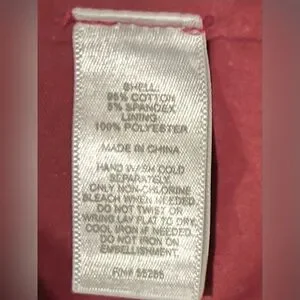 SHELL:
95% COTTON
5% SPANDEX
LINING:
100% POLYESTER
MADE IN CHINA
HAND WASH COLD
SEPARATELY.
ONLY NON-CHLORINE
BLEACH WHEN NEEDED.
DO NOT TWIST OR
WRING LAY FLAT TO DRY.
COOL IRON IF NEEDED.
DO NOT IRON ON
EMBELLISHMENT.
RN#